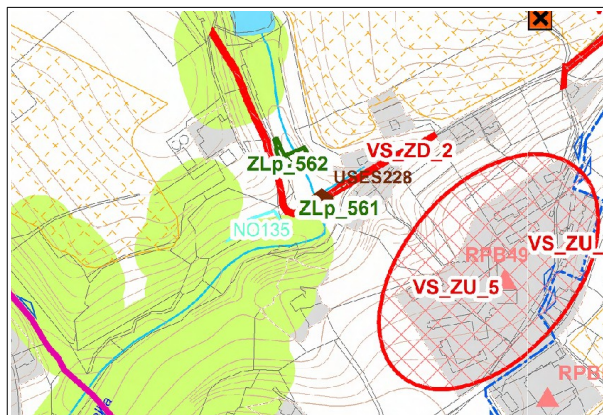 VS_ZD_2
ZLp_562
USES228
ZLp_561
NO135
VS_ZU_
RPB49
VS_ZU_5
RPB